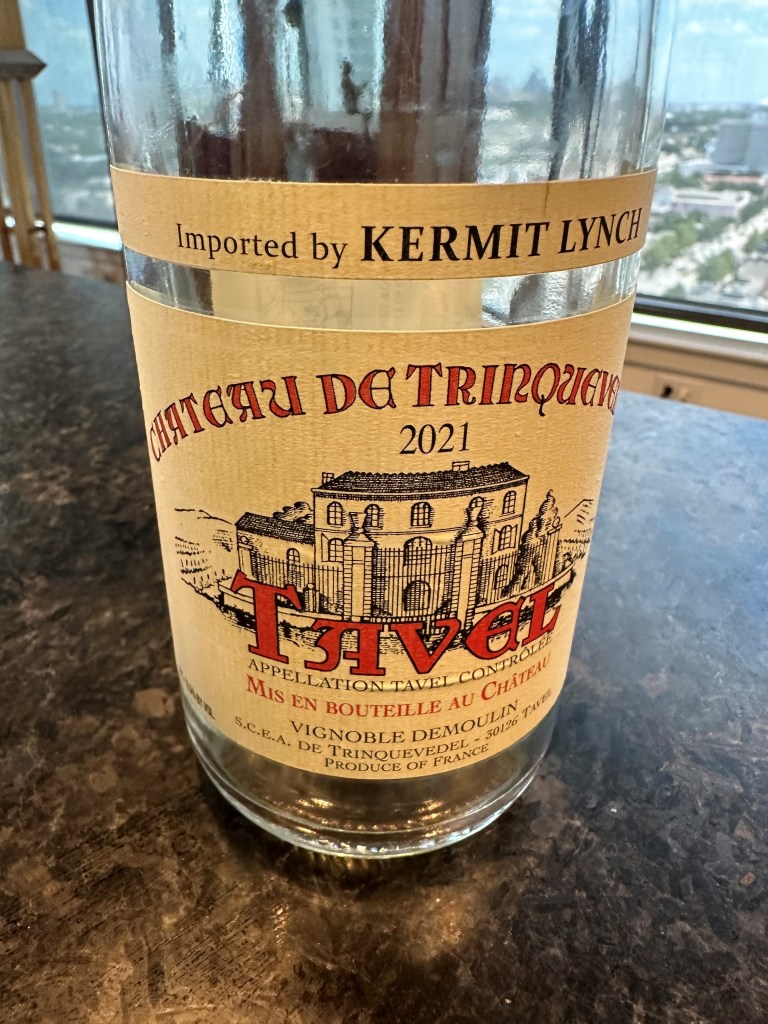 Imported by KERMIT LYNCH
CHATEAU DE TRINQUEVE
2021
TAVEL
APPELLATION TAVEL CONTRÔLÉE
MIS EN BOUTEILLE AU CHÂTEAU
VIGNOBLE DEMOULIN
S.C.E.A. DE TRINQUEVEDEL - 30126 TAVEL
PRODUCE OF FRANCE